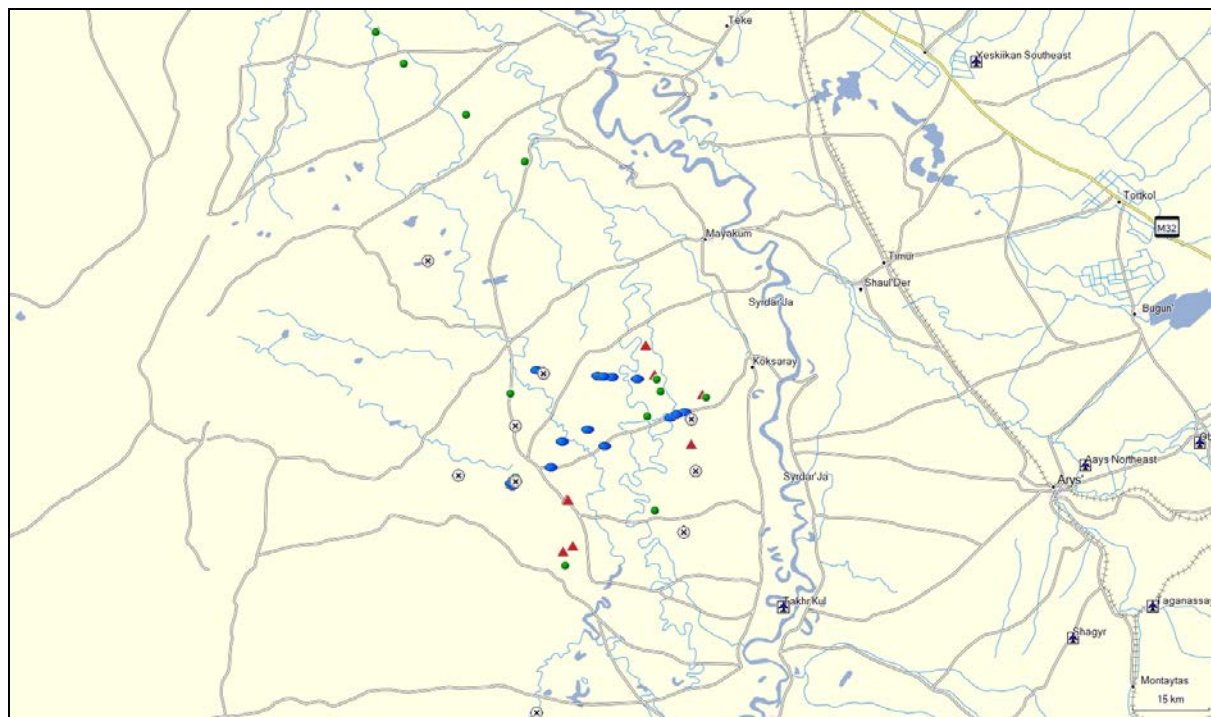 Teke
Yeskiikan Southeast
Tortkol
M32
Mayakum
Timur
Shaul'Der
Syrdar'Ja
Bugun'
Koksaray
Aays Northeast
Arys'
Syrdar'Ja
Takhr Kul
Taganassay
Shagyr
Montaytas
15 km